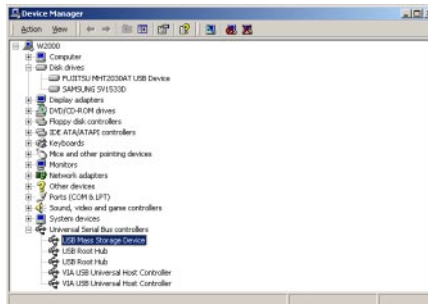 Device Manager
Action View
W2000
Computer
Disk drives
FUJITSU MHT2030AT USB Device
SAMSUNG SV1533D
Display adapters
DVD/CD-ROM drives
Floppy disk controllers
IDE ATA/ATAPI controllers
Keyboards
Mice and other pointing devices
Monitors
Network adapters
Other devices
Ports (COM & LPT)
Sound, video and game controllers
System devices
Universal Serial Bus controllers
USB Mass Storage Device
USB Root Hub
USB Root Hub
VIA USB Universal Host Controller
VIA USB Universal Host Controller